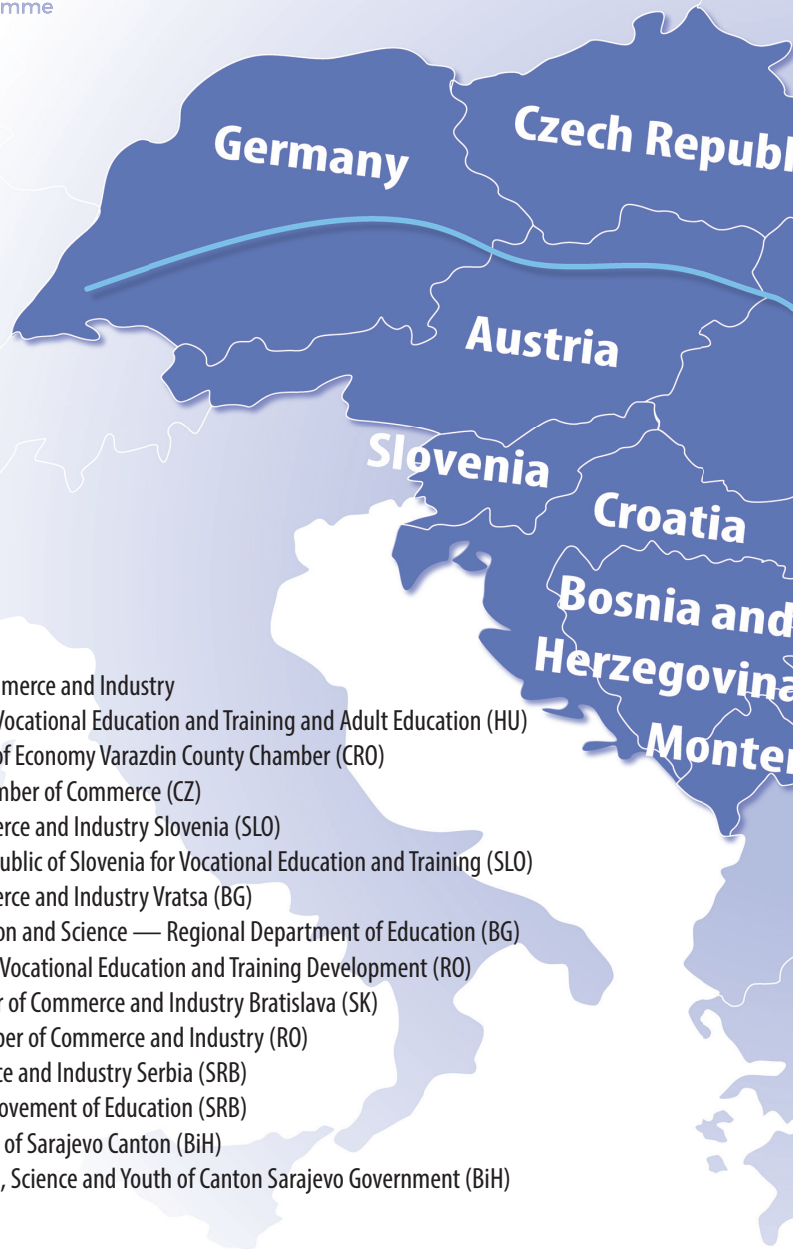 mme
Germany
Czech Republ
Austria
Slovenia
Croatia
Bosnia and
Herzegovina
Monter
merce and Industry
Vocational Education and Training and Adult Education (HU)
of Economy Varazdin County Chamber (CRO)
mber of Commerce (CZ)
erce and Industry Slovenia (SLO)
ublic of Slovenia for Vocational Education and Training (SLO)
erce and Industry Vratsa (BG)
on and Science — Regional Department of Education (BG)
Vocational Education and Training Development (RO)
r of Commerce and Industry Bratislava (SK)
ber of Commerce and Industry (RO)
ce and Industry Serbia (SRB)
ovement of Education (SRB)
of Sarajevo Canton (BiH)
, Science and Youth of Canton Sarajevo Government (BiH)